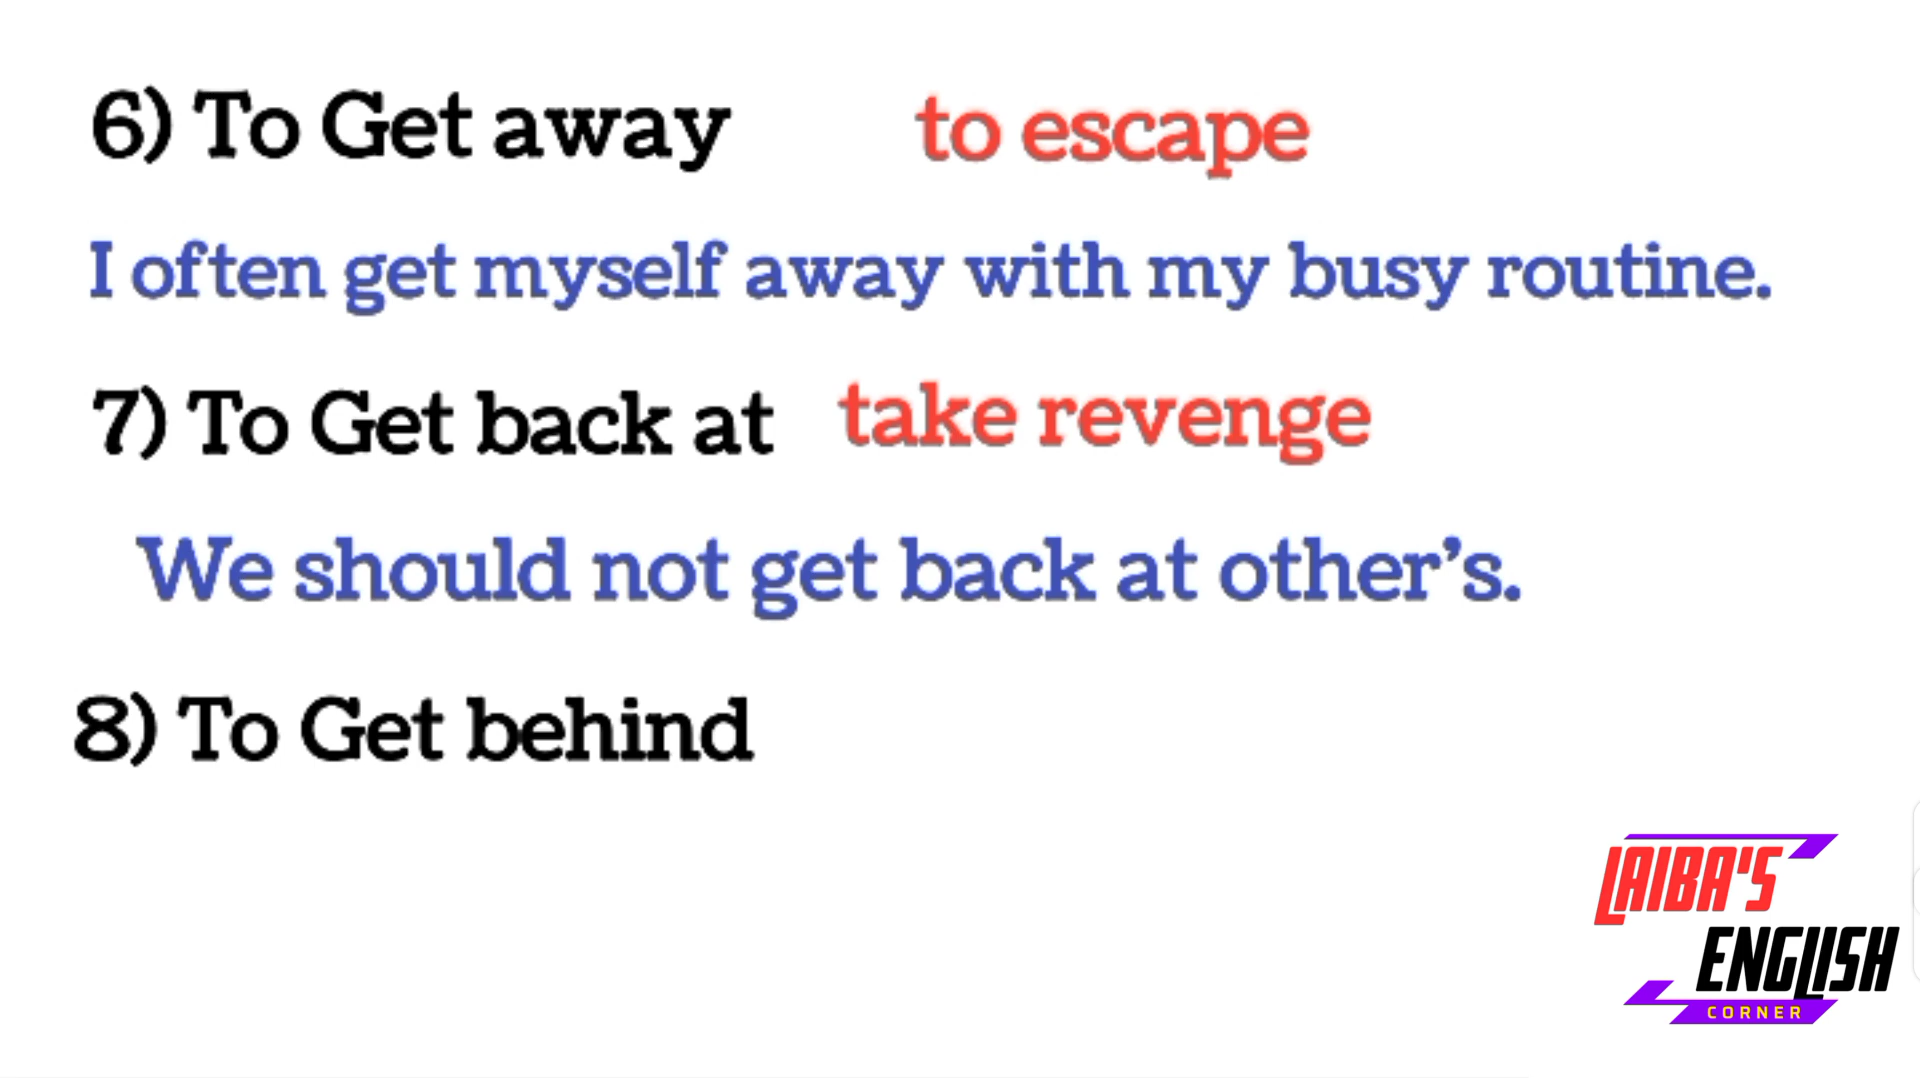 6) To Get away to escape
I often get myself away with my busy routine.
7) To Get back at take revenge
We should not get back at other’s.
8) To Get behind
LAIBA'S
ENGLISH
CORNER